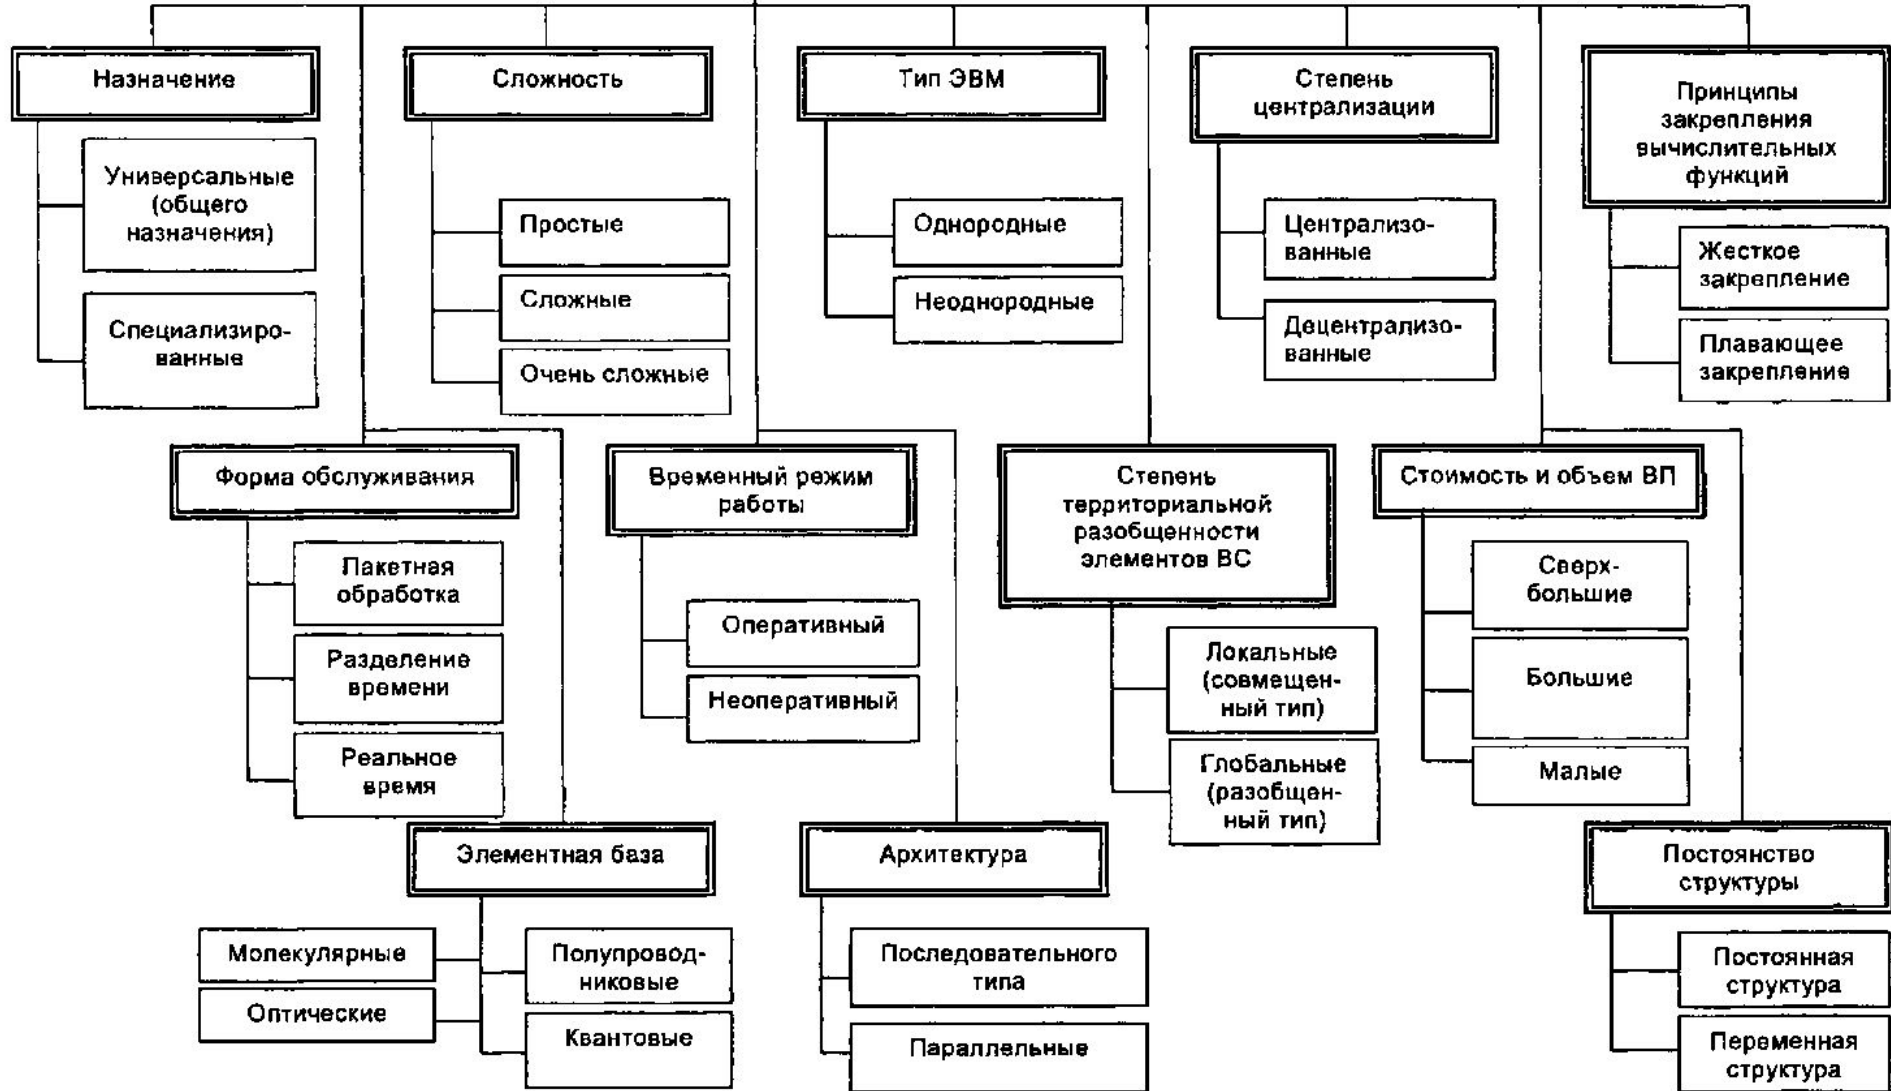 Назначение
Универсальные
(общего
назначения)
Специализиро-
ванные
Сложность
Простые
Сложные
Очень сложные
Тип ЭВМ
Однородные
Неоднородные
Степень
централизации
Централизо-
ванные
Децентрализо-
ванные
Принципы
закрепления
вычислительных
функций
Жесткое
закрепление
Плавающее
закрепление
Форма обслуживания
Пакетная
обработка
Разделение
времени
Реальное
время
Временный режим
работы
Оперативный
Неоперативный
Степень
территориальной
разобщенности
элементов ВС
Локальные
(совмещен-
ный тип)
Глобальные
(разобщен-
ный тип)
Стоимость и объем ВП
Сверх-
большие
Большие
Малые
Элементная база
Молекулярные
Оптические
Полупровод-
никовые
Квантовые
Архитектура
Последовательного
типа
Параллельные
Постоянство
структуры
Постоянная
структура
Переменная
структура